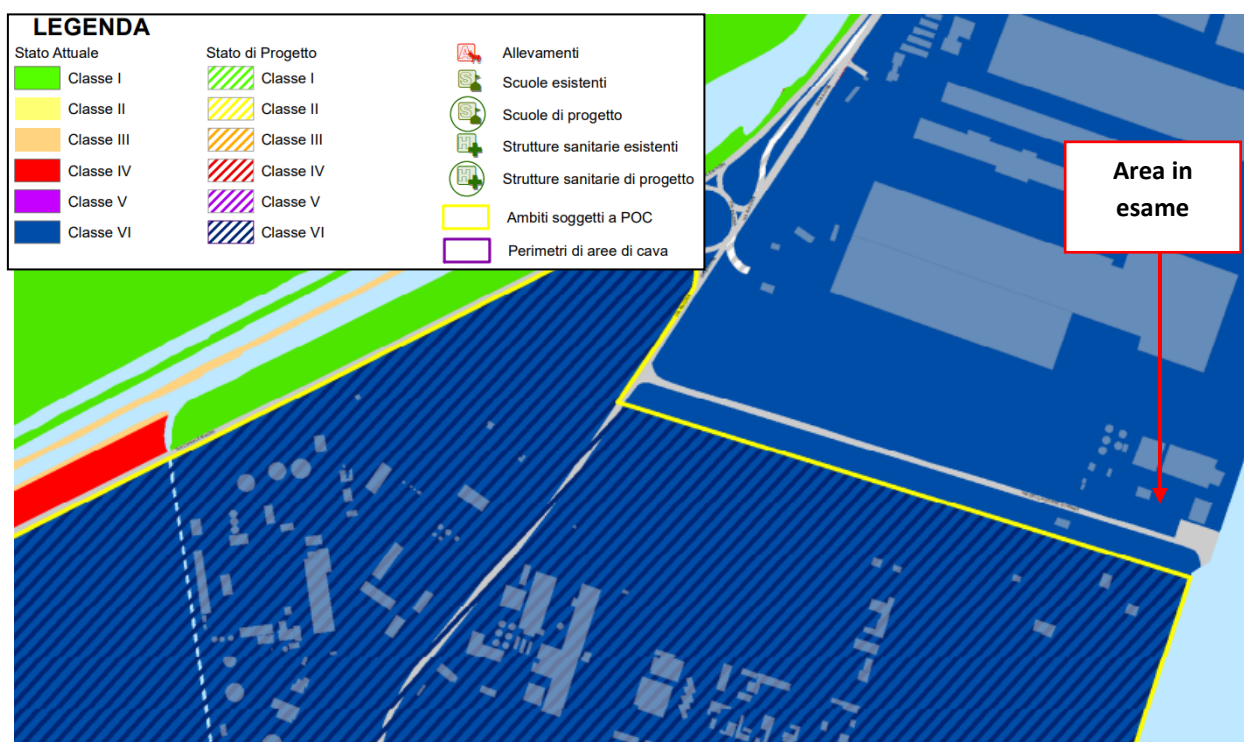 LEGENDA
Stato Attuale
Classe I
Classe II
Classe III
Classe IV
Classe V
Classe VI
Stato di Progetto
Classe I
Classe II
Classe III
Classe IV
Classe V
Classe VI
Allevamenti
Scuole esistenti
Scuole di progetto
Strutture sanitarie esistenti
Strutture sanitarie di progetto
Ambiti soggetti a POC
Perimetri di aree di cava
Area in
esame